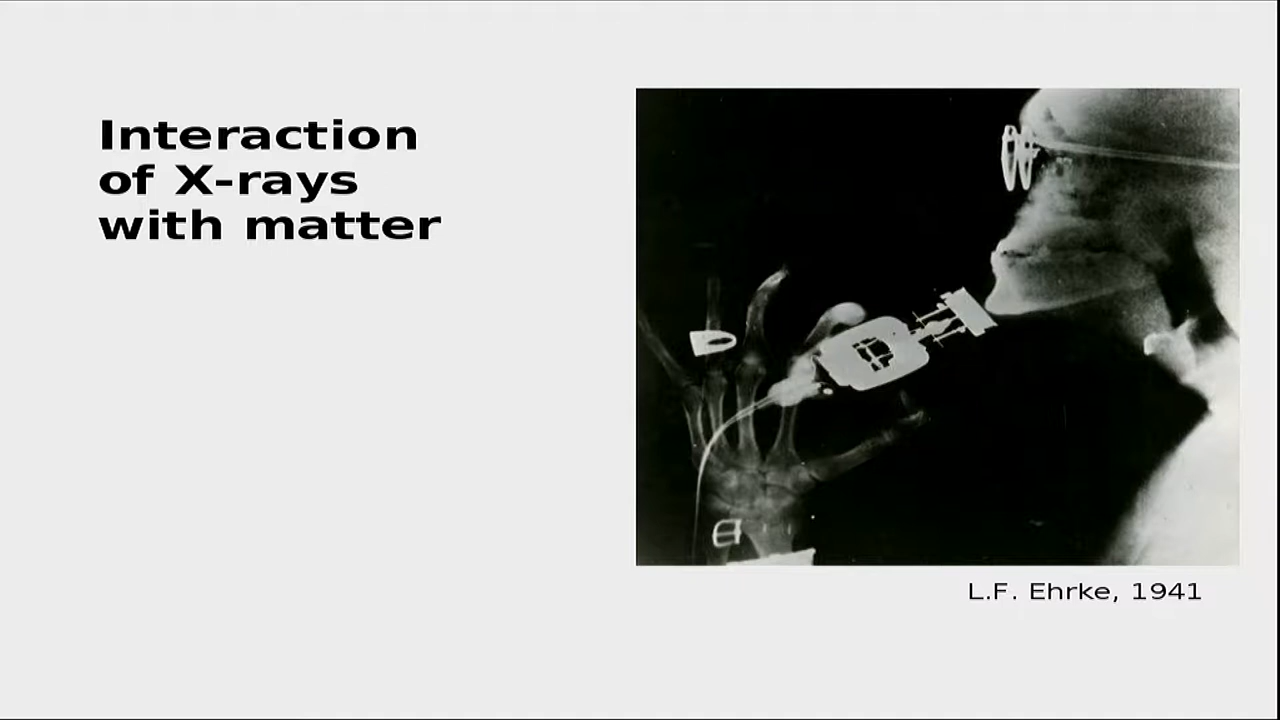 Interaction
of X-rays
with matter
L.F. Ehrke, 1941